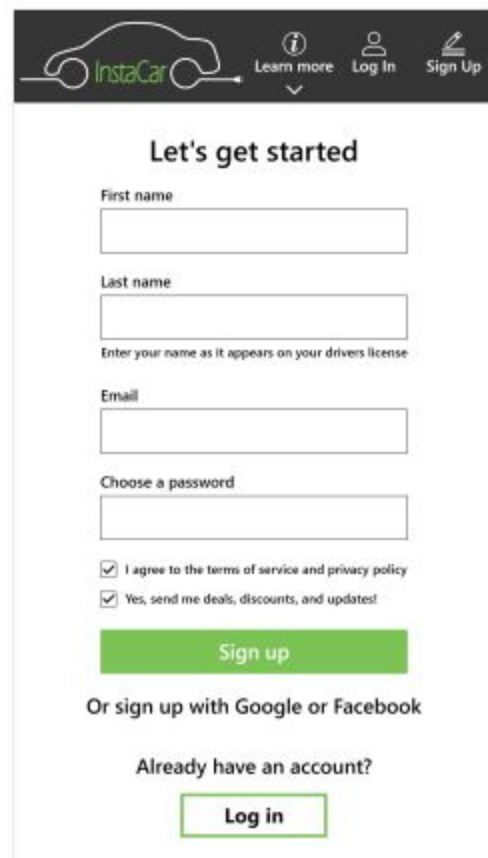 InstaCar
Learn more Log In Sign Up
Let's get started
First name
Last name
Enter your name as it appears on your drivers license
Email
Choose a password
I agree to the terms of service and privacy policy
Yes, send me deals, discounts, and updates!
Sign up
Or sign up with Google or Facebook
Already have an account?
Log in